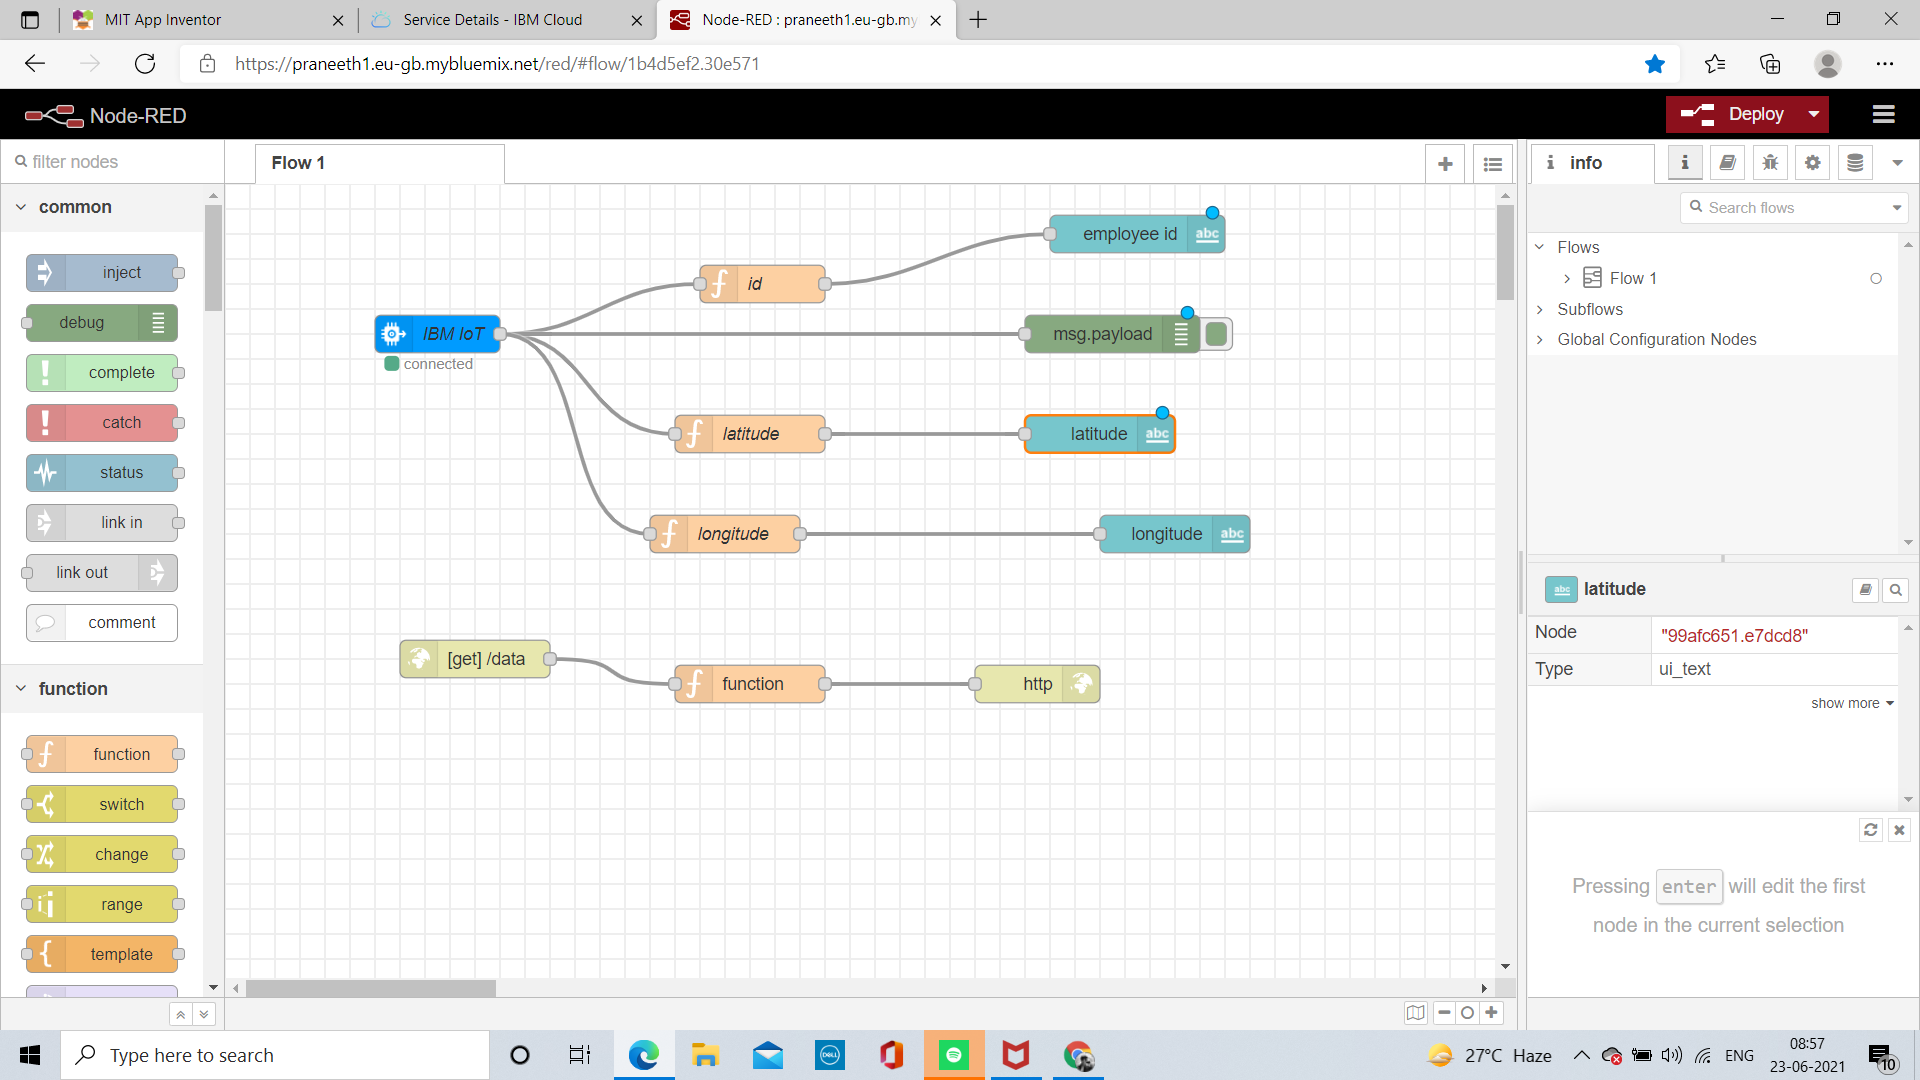 MIT App Inventor
Service Details - IBM Cloud
Node-RED : praneeth1.eu-gb.my
https://praneeth1.eu-gb.mybluemix.net/red/#flow/1b4d5ef2.30e571
Node-RED
Deploy
filter nodes
Flow 1
i info
i
common
Search flows
inject
debug
complete
catch
status
link in
link out
comment
function
function
switch
change
range
template
employee id abc
id
IBM IoT
connected
msg.payload
latitude
latitude abc
longitude
longitude abc
[get] /data
function
http
Flows
Flow 1
Subflows
Global Configuration Nodes
abc latitude
Node "99afc651.e7dcd8"
Type ui_text
show more
Pressing enter will edit the first
node in the current selection
Type here to search
DELL
27°C Haze
ENG
08:57
23-06-2021
10